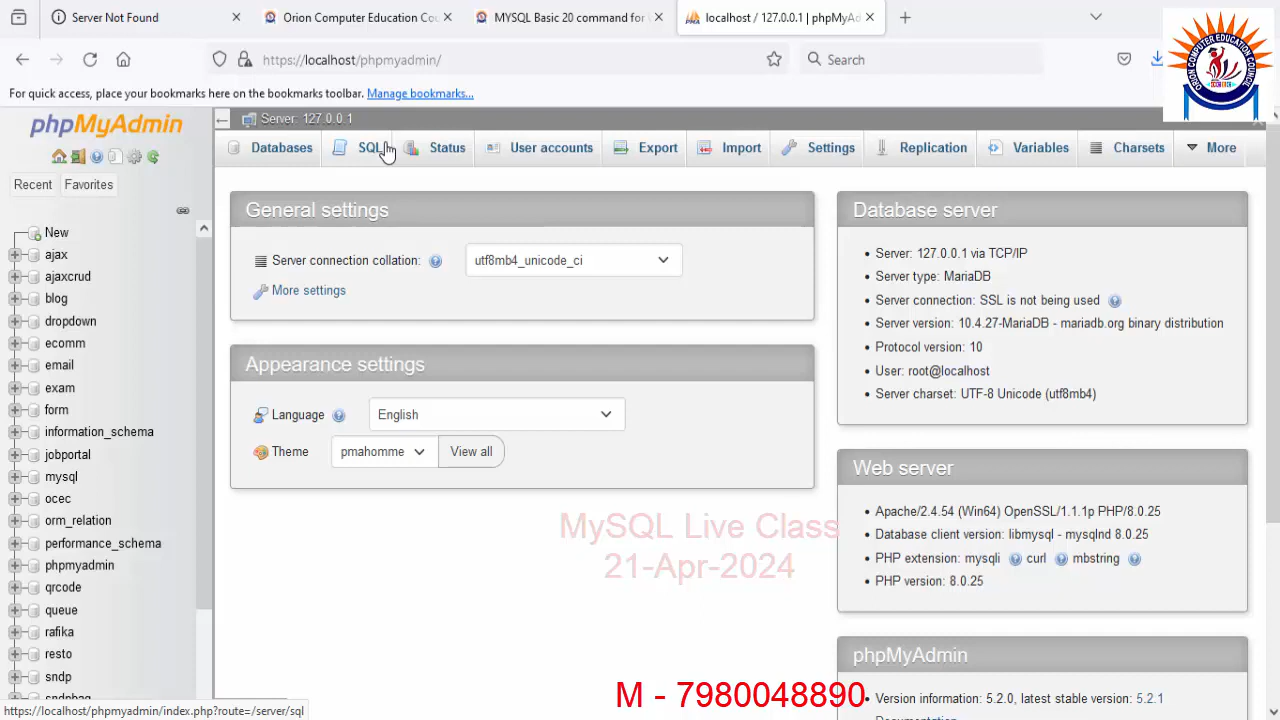 Server Not Found
Orion Computer Education Cou
MYSQL Basic 20 command for
localhost / 127.0.0.1 | phpMyAd
https://localhost/phpmyadmin/
Search
For quick access, place your bookmarks here on the bookmarks toolbar. Manage bookmarks...
ORION COMPUTER EDUCATION COUNCIL
phpMyAdmin
Recent
Favorites
New
ajax
ajaxcrud
blog
dropdown
ecomm
email
exam
form
information_schema
jobportal
mysql
ocec
orm_relation
performance_schema
phpmyadmin
qrcode
queue
rafika
resto
sndp
Server: 127.0.0.1
Databases
SQL
Status
User accounts
Export
Import
Settings
Replication
Variables
Charsets
More
General settings
Server connection collation:
utf8mb4_unicode_ci
More settings
Appearance settings
Language
English
Theme
pmahomme
View all
Database server
Server: 127.0.0.1 via TCP/IP
Server type: MariaDB
Server connection: SSL is not being used
Server version: 10.4.27-MariaDB - mariadb.org binary distribution
Protocol version: 10
User: root@localhost
Server charset: UTF-8 Unicode (utf8mb4)
Web server
Apache/2.4.54 (Win64) OpenSSL/1.1.1p PHP/8.0.25
Database client version: libmysql - mysqlnd 8.0.25
PHP extension: mysqli curl mbstring
PHP version: 8.0.25
phpMyAdmin
Version information: 5.2.0, latest stable version: 5.2.1
MySQL Live Class
21-Apr-2024
M - 7980048890
https://localhost/phpmyadmin/index.php?route=/server/sql